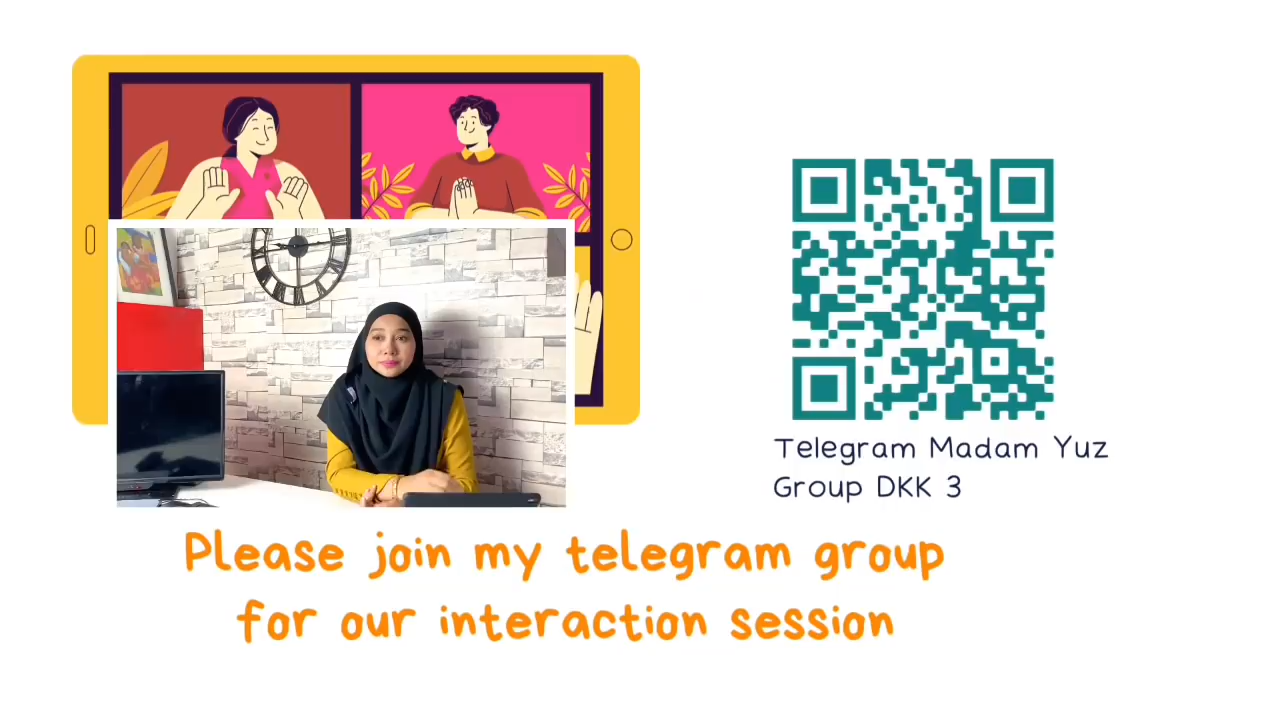 Telegram Madam Yuz
Group DKK 3
Please join my telegram group
for our interaction session